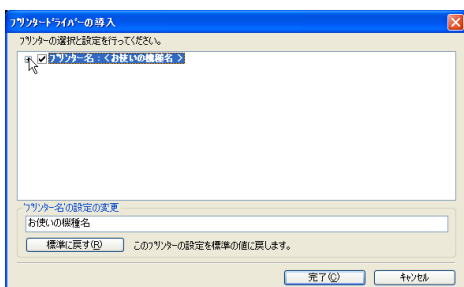 プリンタードライバーの導入
プリンターの選択と設定を行ってください。
プリンター名 : <お使いの機種名 >
'プリンター名'の設定の変更
お使いの機種名
標準に戻す(R) このプリンターの設定を標準の値に戻します。
完了(C) キャンセル